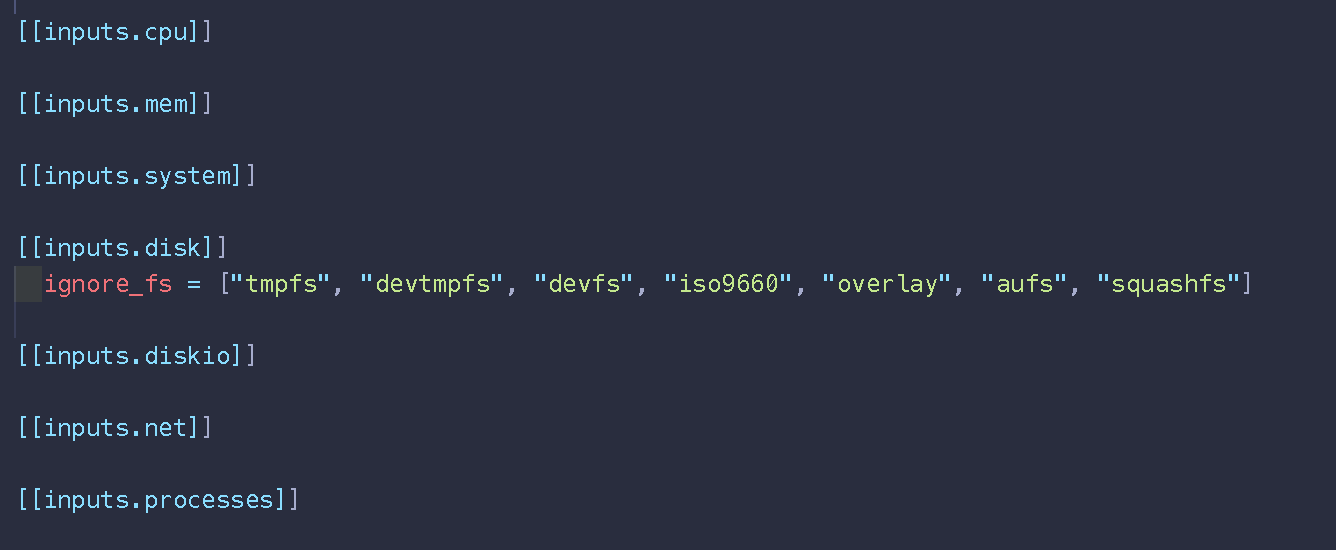 [[inputs.cpu]]
[[inputs.mem]]
[[inputs.system]]
[[inputs.disk]]
ignore_fs = ["tmpfs", "devtmpfs", "devfs", "iso9660", "overlay", "aufs", "squashfs"]
[[inputs.diskio]]
[[inputs.net]]
[[inputs.processes]]